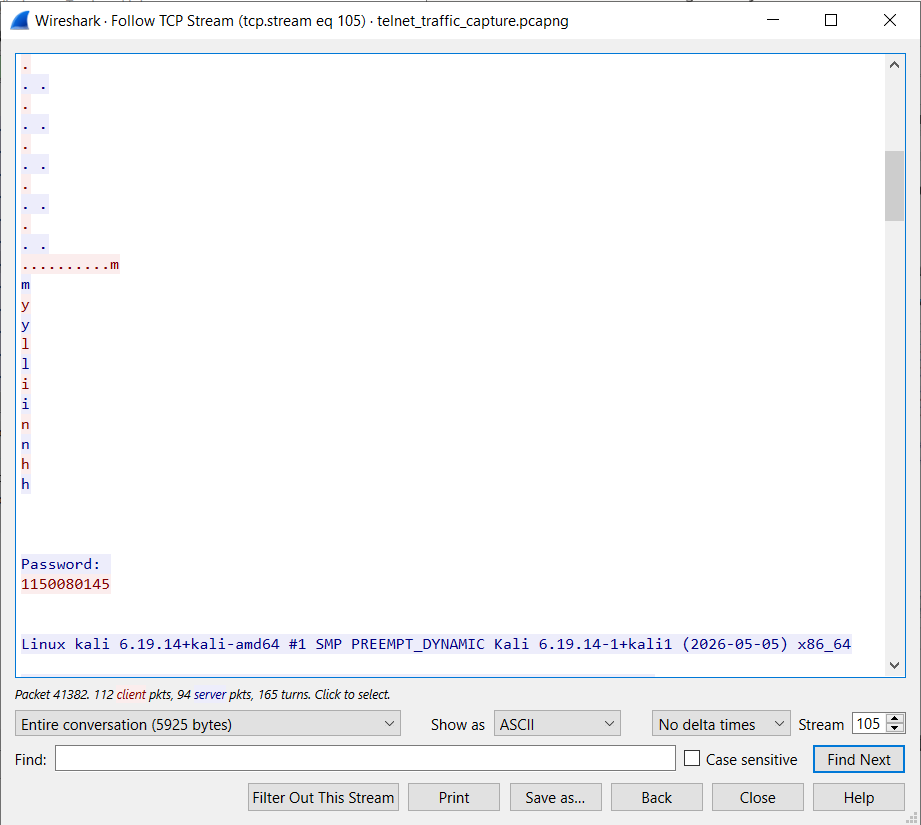 Wireshark · Follow TCP Stream (tcp.stream eq 105) · telnet_traffic_capture.pcapng
.
. .
.
. .
.
. .
.
. .
.
. .
..........m
m
y
y
l
l
i
i
n
n
h
h
Password:
1150080145
Linux kali 6.19.14+kali-amd64 #1 SMP PREEMPT_DYNAMIC Kali 6.19.14-1+kali1 (2026-05-05) x86_64
Packet 41382. 112 client pkts, 94 server pkts, 165 turns. Click to select.
Entire conversation (5925 bytes) Show as ASCII No delta times Stream 105
Find: Case sensitive Find Next
Filter Out This Stream Print Save as... Back Close Help